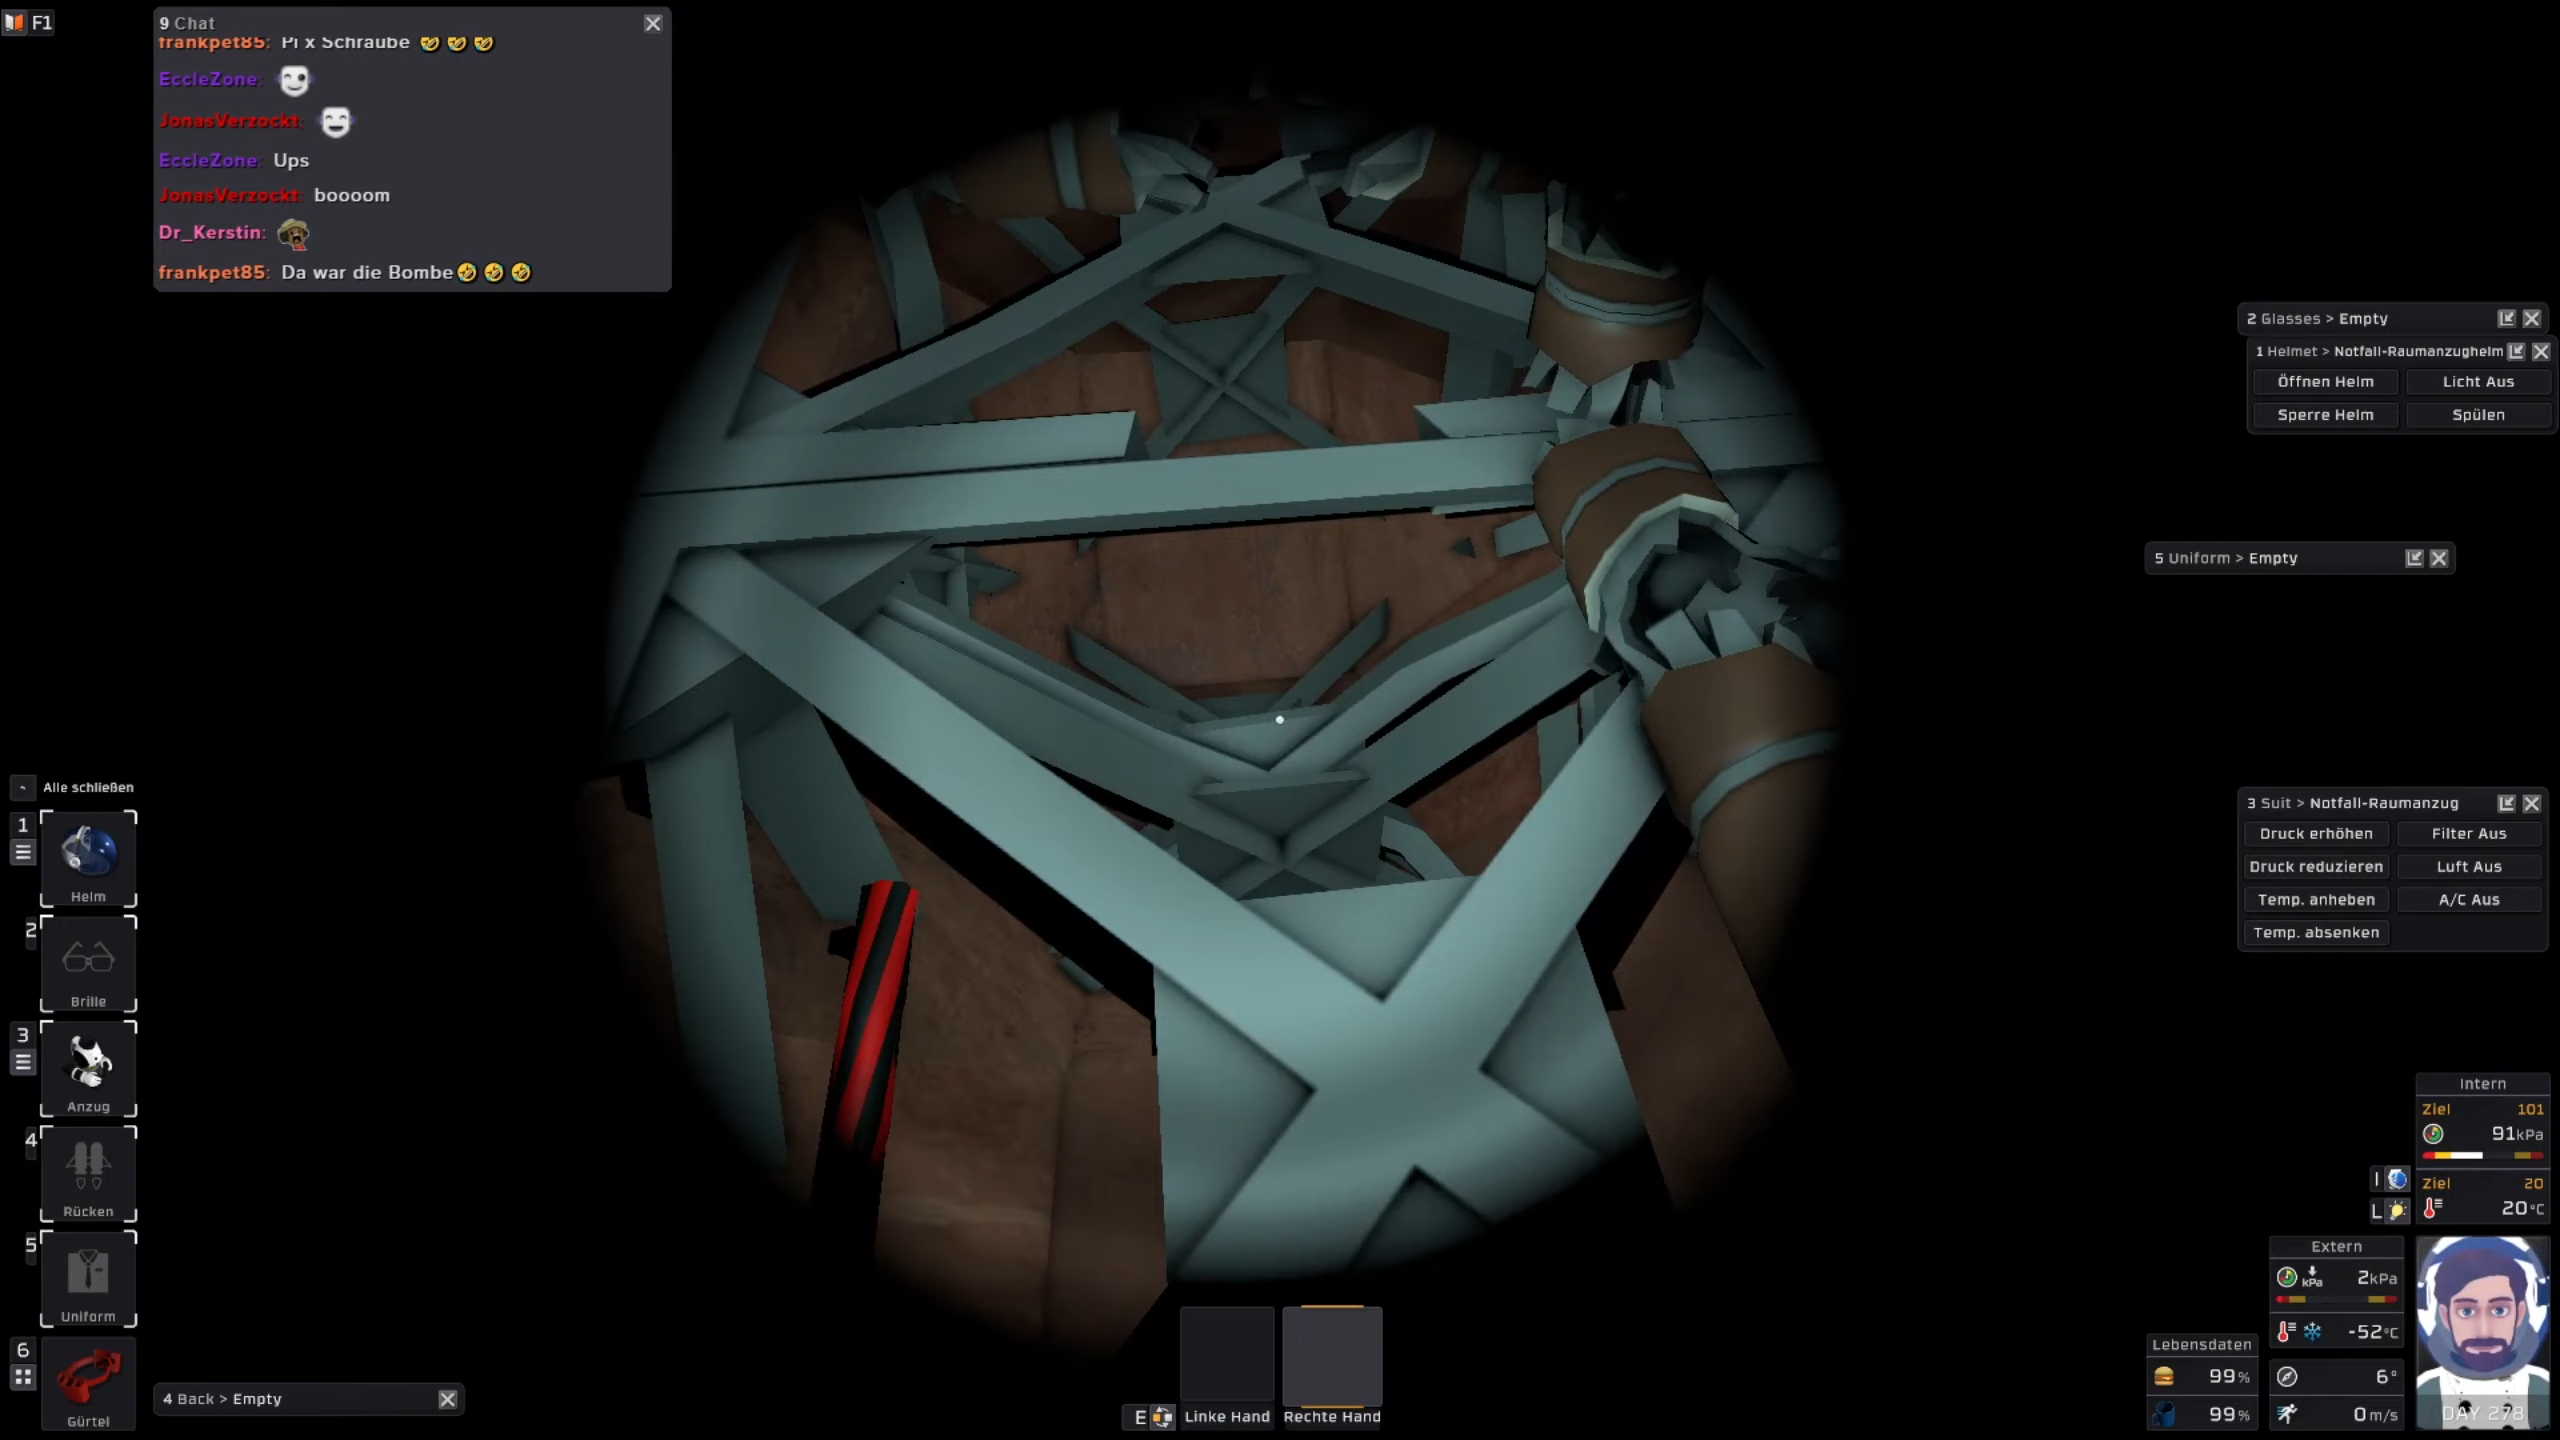 F1
9 Chat
frankpet85: Pi x Schraube
EccleZone:
JonasVerzockt:
EccleZone: Ups
JonasVerzockt: boooom
Dr_Kerstin:
frankpet85: Da war die Bombe
2 Glasses > Empty
1 Helmet > Notfall-Raumanzughelm
Öffnen Helm
Licht Aus
Sperre Helm
Spülen
5 Uniform > Empty
3 Suit > Notfall-Raumanzug
Druck erhöhen
Filter Aus
Druck reduzieren
Luft Aus
Temp. anheben
A/C Aus
Temp. absenken
Alle schließen
1
Helm
2
Brille
3
Anzug
4
Rücken
5
Uniform
6
Gürtel
4 Back > Empty
E
Linke Hand
Rechte Hand
Intern
Ziel 101
91kPa
Ziel 20
20°C
I
L
Extern
kPa 2kPa
-52°C
6°
0m/s
Lebensdaten
99%
99%
DAY 278